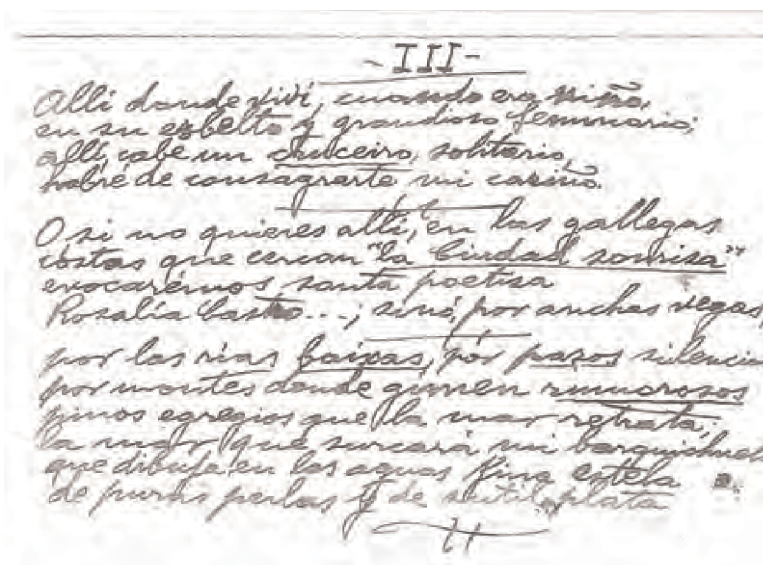 - III -
Alli donde viví, cuando era niño,
en su esbelto y grandioso Seminario;
allí, cabe un cruceiro, solitario,
habré de consagrarte mi cariño.
O si no quieres allí, en las gallegas
costas que cercan "la Ciudad sonrisa"
evocarémos santa poetisa
Rosalía Castro...; sinó, por anchas vegas,
por las rías baixas, por pazos silencio
por montes donde gimen rumorosos
pinos egregios que la mar retrata;
la mar que surcará mi barquichuel
que dibuja en las aguas fina estela
de puras perlas y de sutil plata